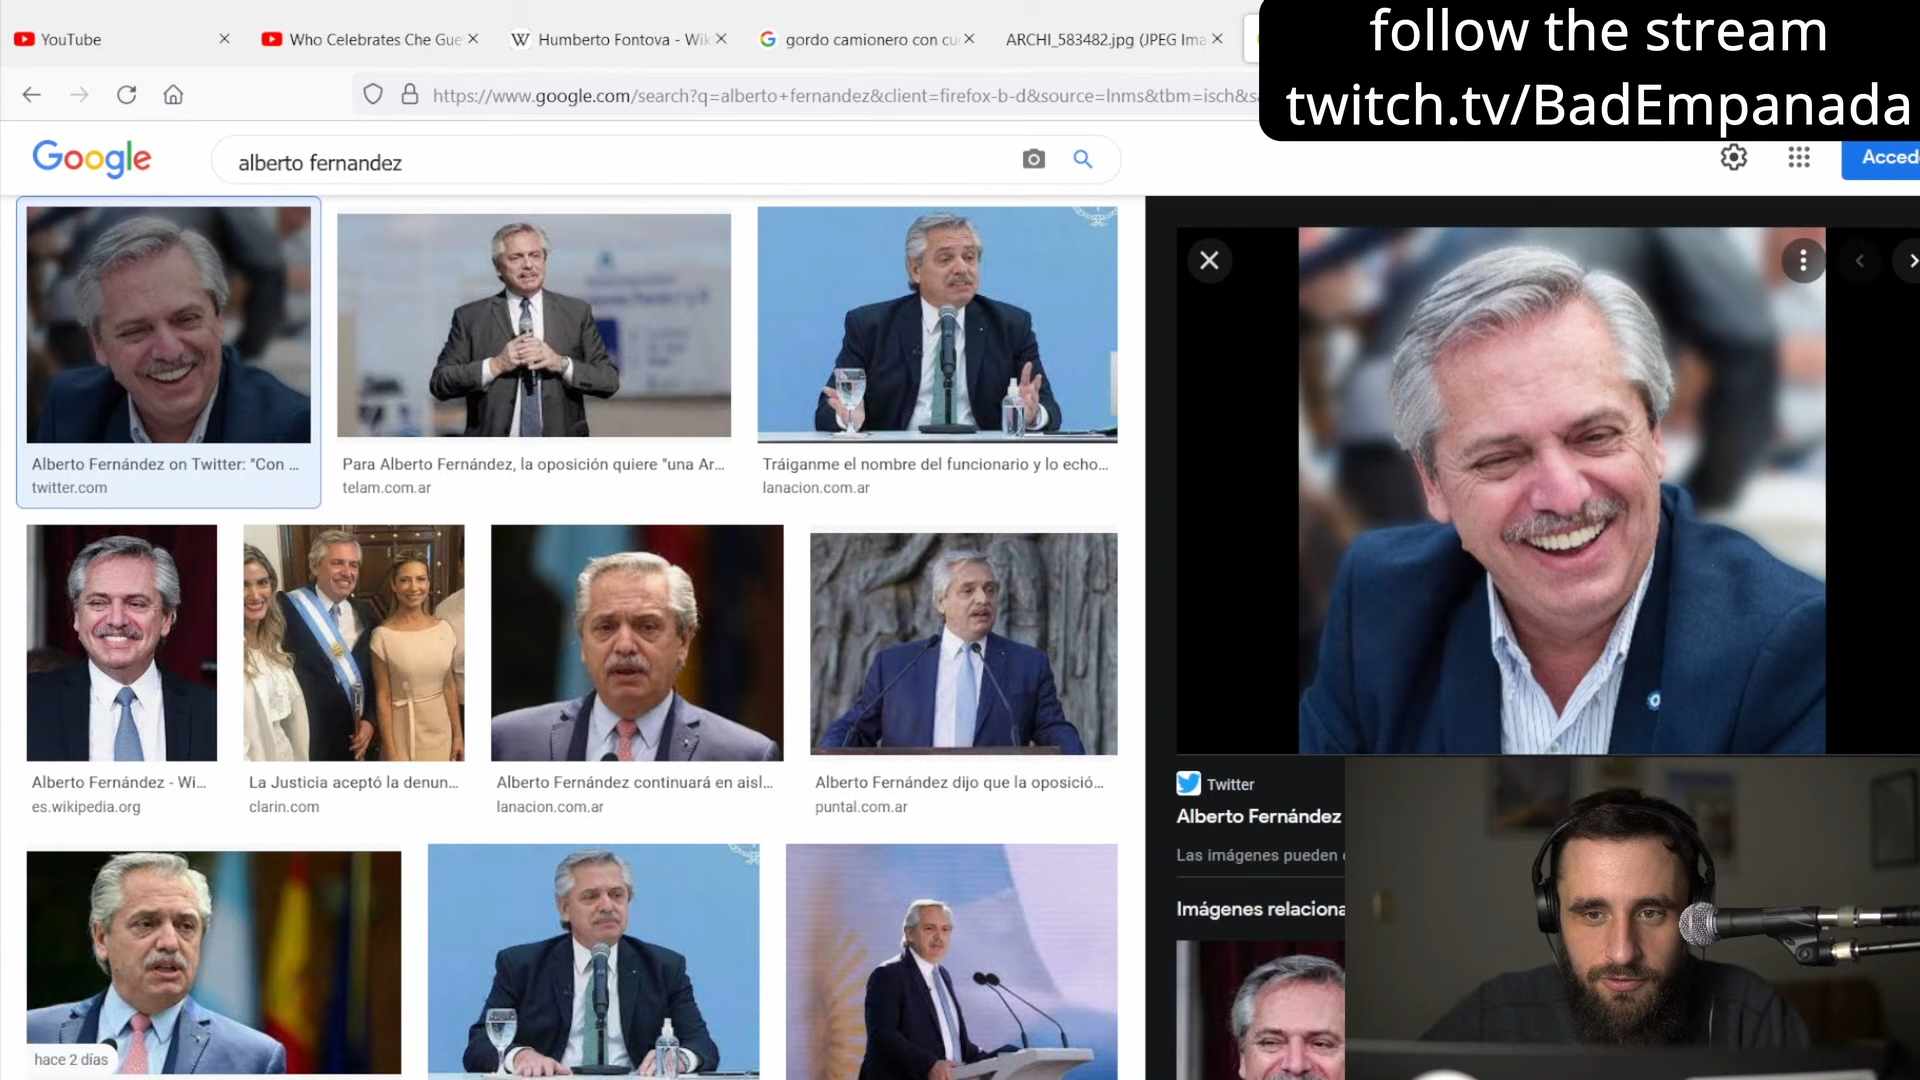 YouTube
Who Celebrates Che Gue
Humberto Fontova - Wik
gordo camionero con cu
ARCHI_583482.jpg (JPEG Ima
follow the stream
twitch.tv/BadEmpanada
https://www.google.com/search?q=alberto+fernandez&client=firefox-b-d&source=lnms&tbm=isch&s
Google
alberto fernandez
Acced
Alberto Fernández on Twitter: "Con ...
twitter.com
Para Alberto Fernández, la oposición quiere "una Ar...
telam.com.ar
Tráiganme el nombre del funcionario y lo echo...
lanacion.com.ar
Alberto Fernández - Wi...
es.wikipedia.org
La Justicia aceptó la denun...
clarin.com
Alberto Fernández continuará en aisl...
lanacion.com.ar
Alberto Fernández dijo que la oposició...
puntal.com.ar
hace 2 días
Twitter
Alberto Fernández
Las imágenes pueden
Imágenes relaciona